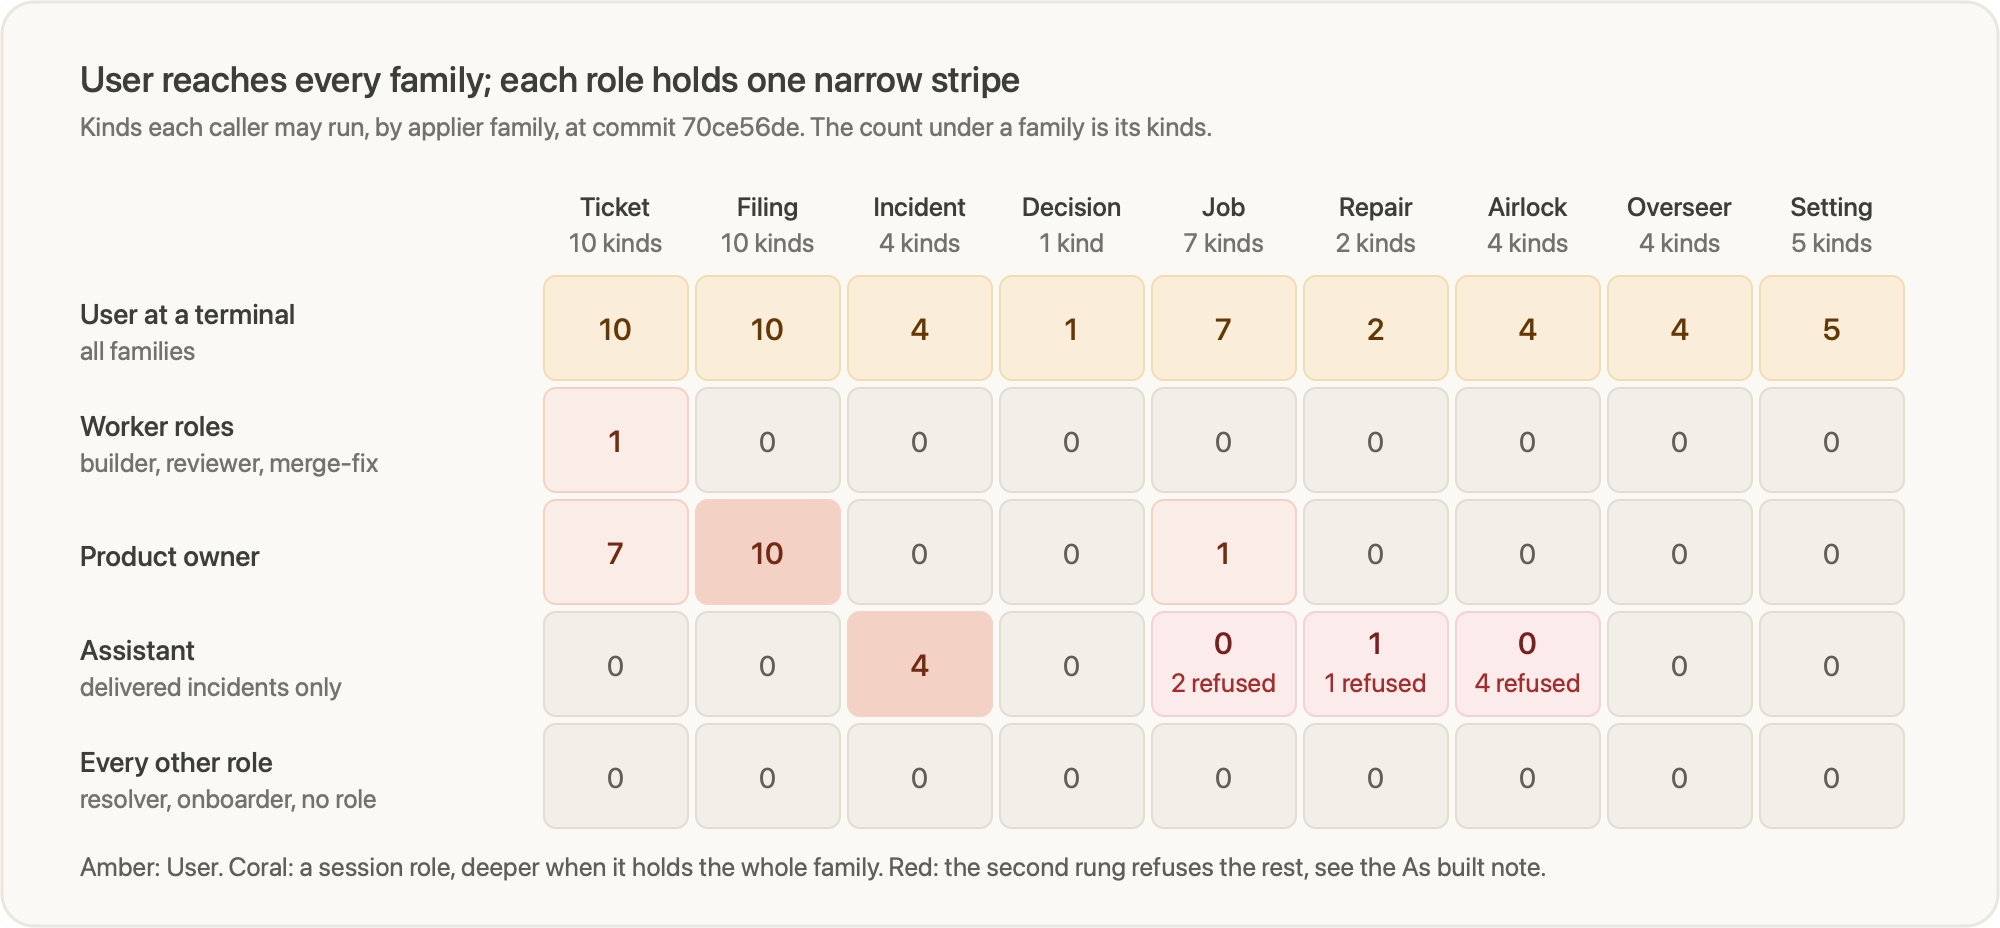 User reaches every family; each role holds one narrow stripe
Kinds each caller may run, by applier family, at commit 70ce56de. The count under a family is its kinds.
Ticket Filing Incident Decision Job Repair Airlock Overseer Setting
10 kinds 10 kinds 4 kinds 1 kind 7 kinds 2 kinds 4 kinds 4 kinds 5 kinds
User at a terminal
all families
10 10 4 1 7 2 4 4 5
Worker roles
builder, reviewer, merge-fix
1 0 0 0 0 0 0 0 0
Product owner
7 10 0 0 1 0 0 0 0
Assistant
delivered incidents only
0 0 4 0 0 1 0 0 0
2 refused 1 refused 4 refused
Every other role
resolver, onboarder, no role
0 0 0 0 0 0 0 0 0
Amber: User. Coral: a session role, deeper when it holds the whole family. Red: the second rung refuses the rest, see the As built note.